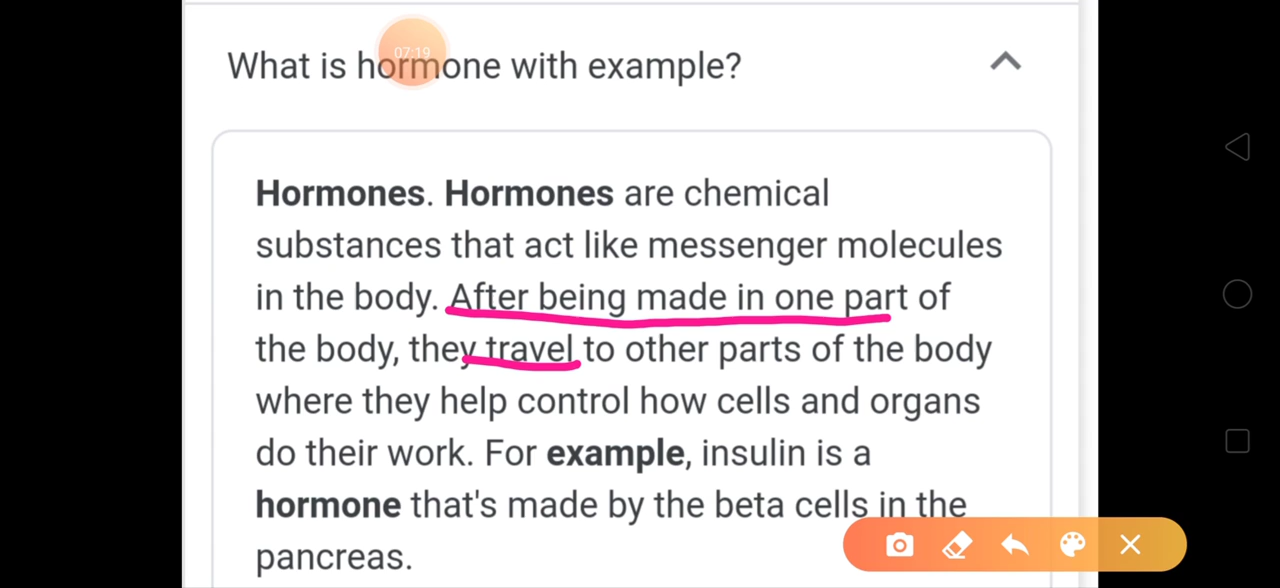 07:19
What is hormone with example?
Hormones. Hormones are chemical
substances that act like messenger molecules
in the body. After being made in one part of
the body, they travel to other parts of the body
where they help control how cells and organs
do their work. For example, insulin is a
hormone that's made by the beta cells in the
pancreas.